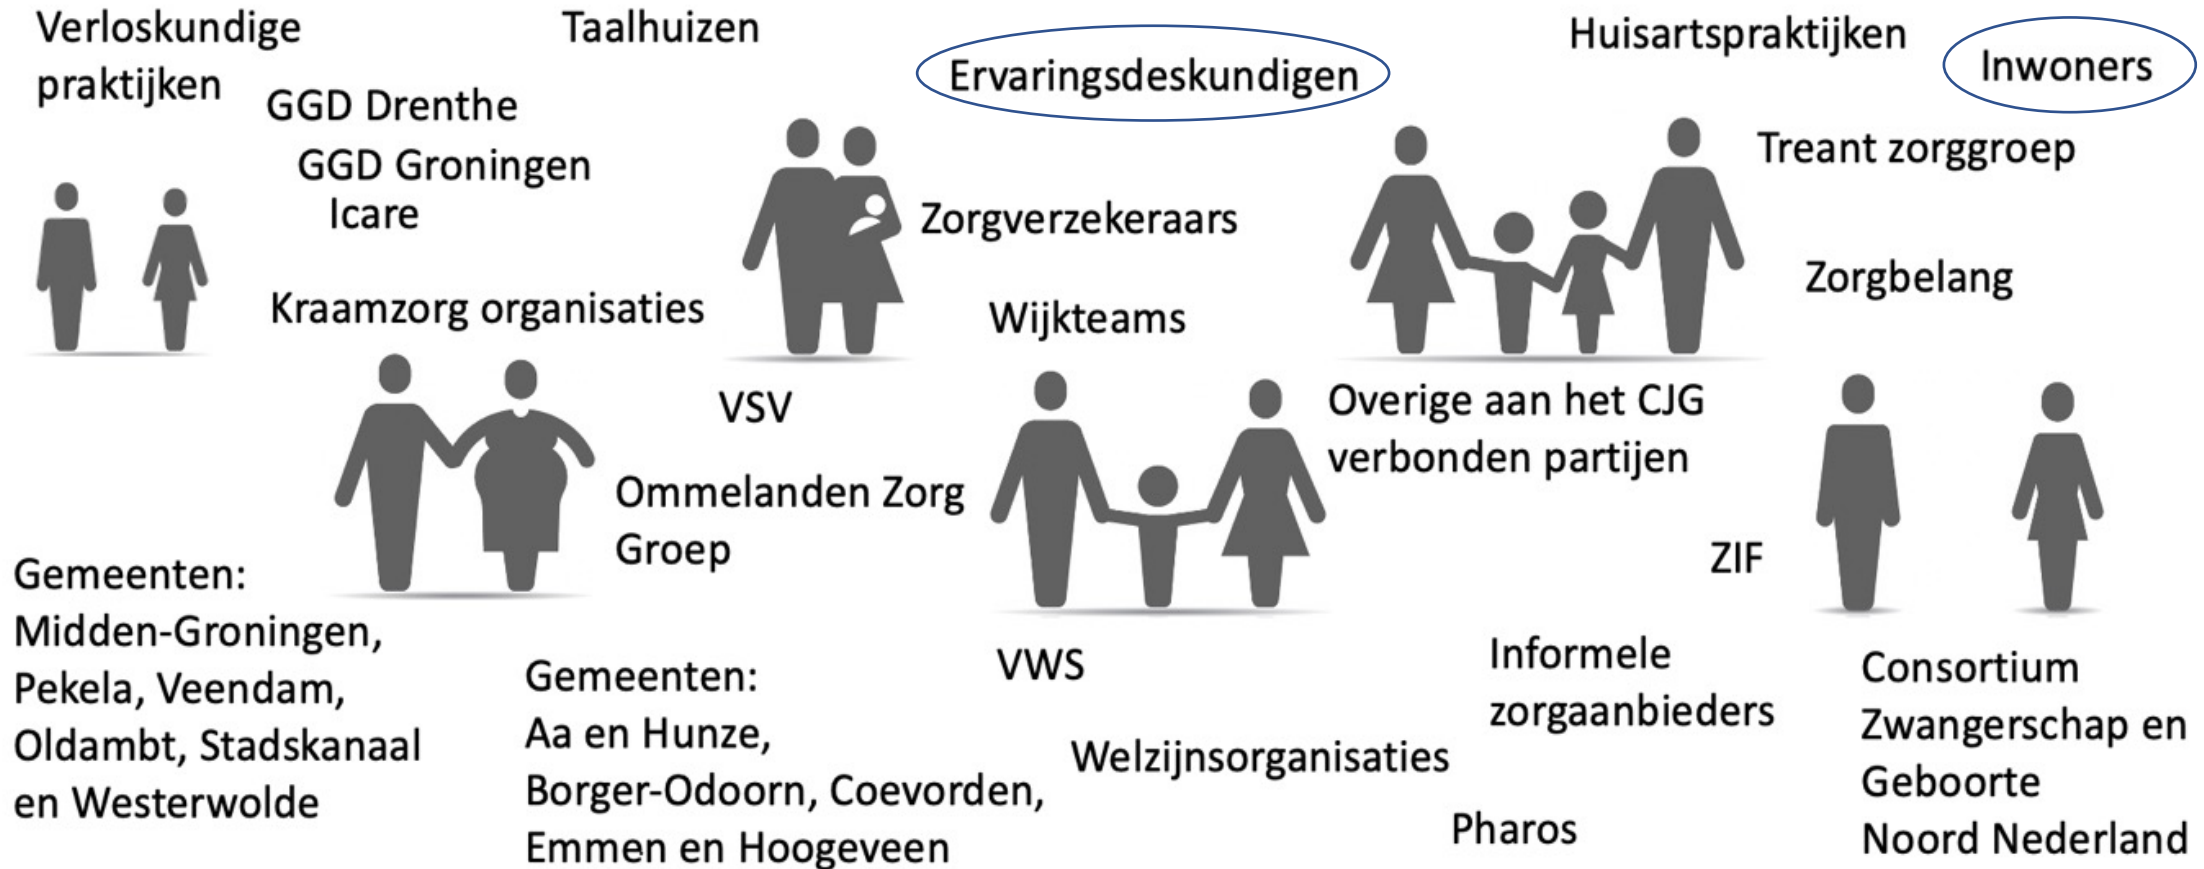 Verloskundige
praktijken
Taalhuizen
Ervaringsdeskundigen
Huisartspraktijken
Inwoners
GGD Drenthe
GGD Groningen
Icare
Treant zorggroep
Zorgverzekeraars
Zorgbelang
Kraamzorg organisaties
Wijkteams
VSV
Overige aan het CJG
verbonden partijen
Ommelanden Zorg
Groep
ZIF
Gemeenten:
Midden-Groningen,
Pekela, Veendam,
Oldambt, Stadskanaal
en Westerwolde
Gemeenten:
Aa en Hunze,
Borger-Odoorn, Coevorden,
Emmen en Hoogeveen
VWS
Welzijnsorganisaties
Informele
zorgaanbieders
Pharos
Consortium
Zwangerschap en
Geboorte
Noord Nederland